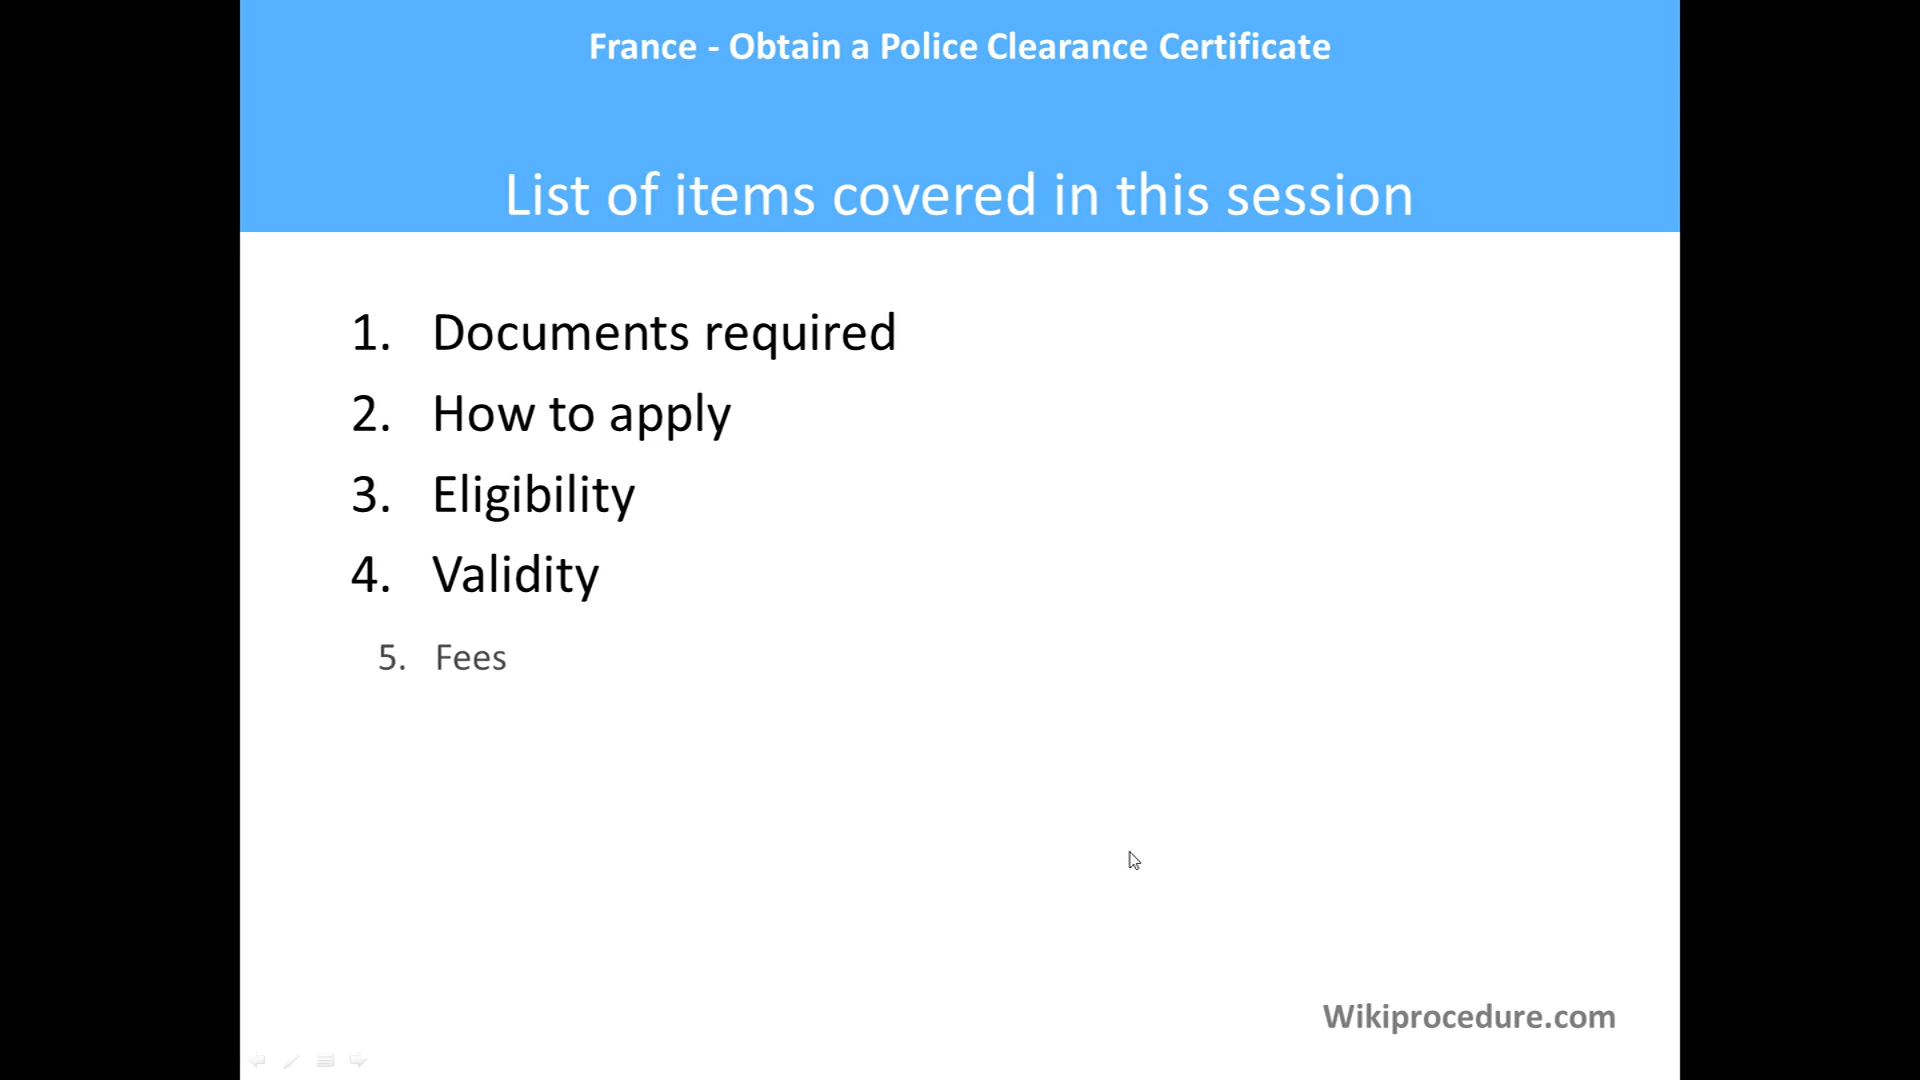 France - Obtain a Police Clearance Certificate
List of items covered in this session
1. Documents required
2. How to apply
3. Eligibility
4. Validity
5. Fees
Wikiprocedure.com